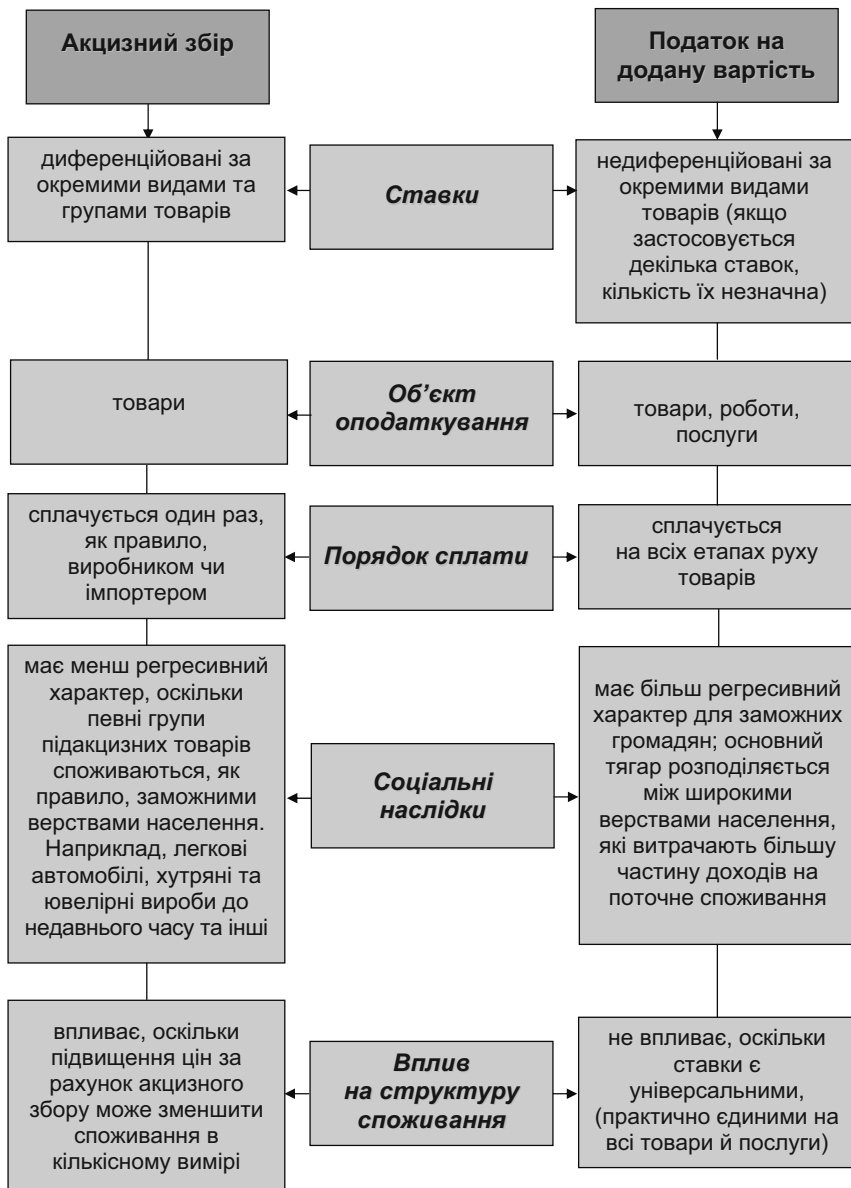 Акцизний збір
Податок на
додану вартість
диференційовані за
окремими видами та
групами товарів
Ставки
недиференційовані за
окремими видами
товарів (якщо
застосовується
декілька ставок,
кількість їх незначна)
товари
Об’єкт
оподаткування
товари, роботи,
послуги
сплачується один раз,
як правило,
виробником чи
імпортером
Порядок сплати
сплачується
на всіх етапах руху
товарів
має менш регресивний
характер, оскільки
певні групи
підакцизних товарів
споживаються, як
правило, заможними
верствами населення.
Наприклад, легкові
автомобілі, хутряні та
ювелірні вироби до
недавнього часу та інші
Соціальні
наслідки
має більш регресивний
характер для заможних
громадян; основний
тягар розподіляється
між широкими
верствами населення,
які витрачають більшу
частину доходів на
поточне споживання
впливає, оскільки
підвищення цін за
рахунок акцизного
збору може зменшити
споживання в
кількісному вимірі
Вплив
на структуру
споживання
не впливає, оскільки
ставки є
універсальними,
(практично єдиними на
всі товари й послуги)